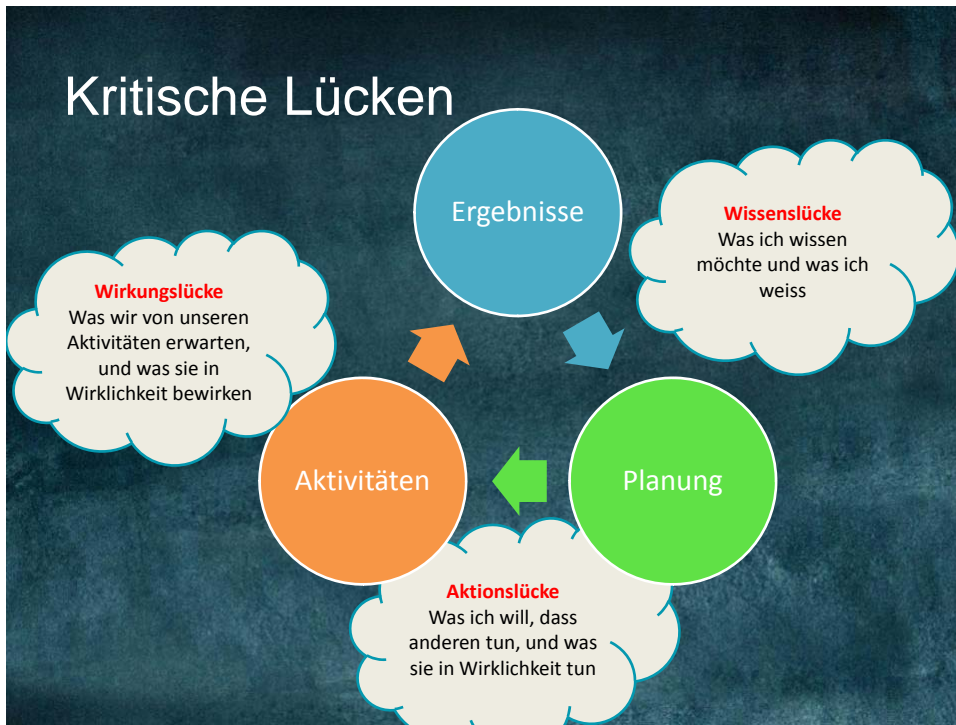 Kritische Lücken
Ergebnisse
Wissenslücke
Was ich wissen
möchte und was ich
weiss
Wirkungslücke
Was wir von unseren
Aktivitäten erwarten,
und was sie in
Wirklichkeit bewirken
Aktivitäten
Planung
Aktionslücke
Was ich will, dass
anderen tun, und was
sie in Wirklichkeit tun